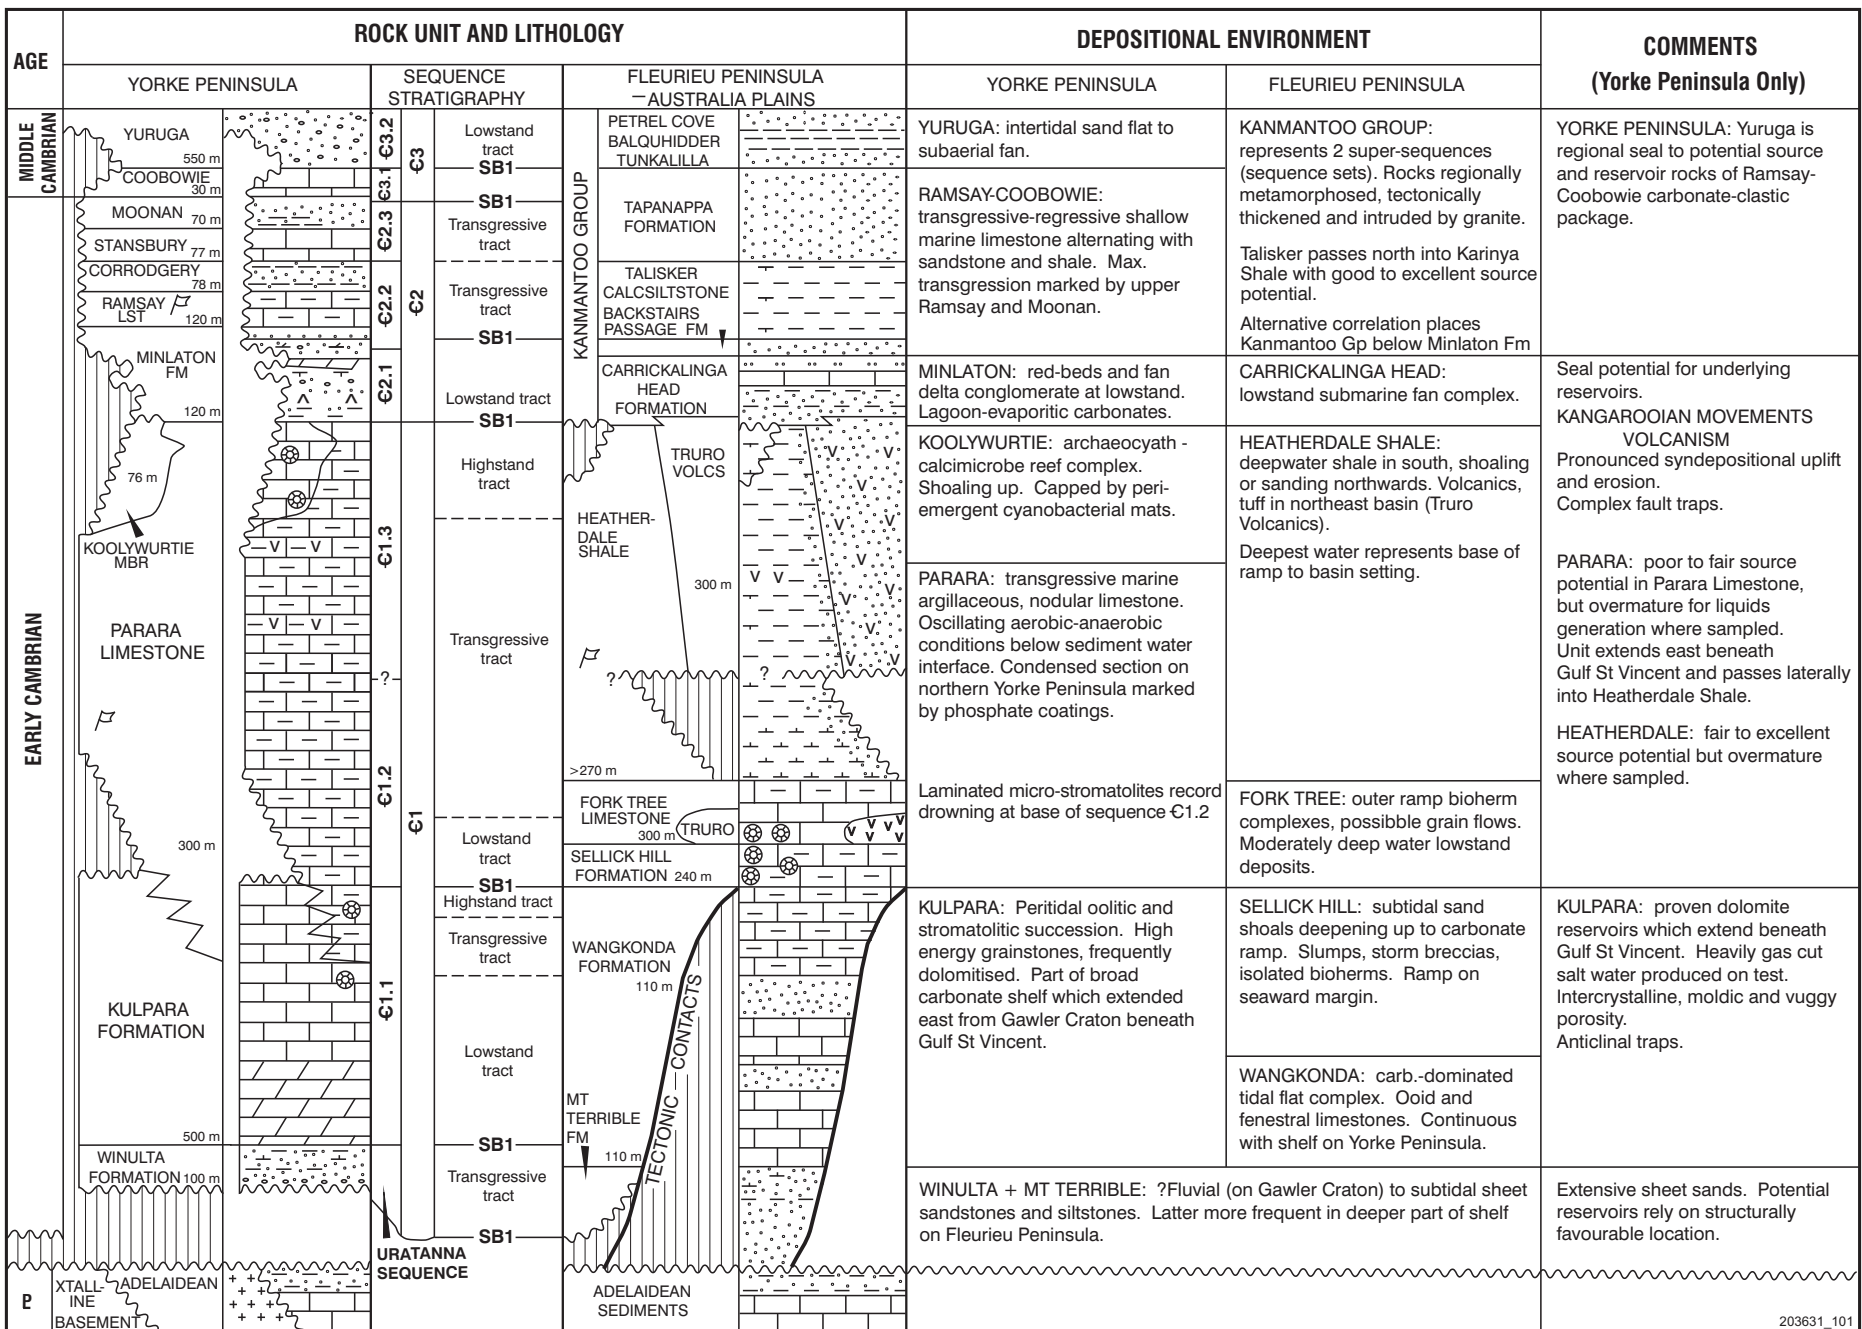 AGE
ROCK UNIT AND LITHOLOGY
YORKE PENINSULA
SEQUENCE
STRATIGRAPHY
FLEURIEU PENINSULA
—AUSTRALIA PLAINS
DEPOSITIONAL ENVIRONMENT
YORKE PENINSULA
FLEURIEU PENINSULA
COMMENTS
(Yorke Peninsula Only)
MIDDLE
CAMBRIAN
EARLY CAMBRIAN
YURUGA
550 m
COOBOWIE
30 m
MOONAN 70 m
STANSBURY
77 m
CORRODGERY
78 m
RAMSAY
LST
120 m
MINLATON
FM
120 m
76 m
KOOLYWURTIE
MBR
PARARA
LIMESTONE
300 m
KULPARA
FORMATION
500 m
WINULTA
FORMATION 100 m
XTALL-
INE
BASEMENT
ADELAIDEAN
Є3.2
Є3.1
Є2.3
Є2.2
Є2.1
Є1.3
?
Є1.2
Є1.1
Є3
Є2
Є1
Lowstand
tract
SB1
SB1
Transgressive
tract
Transgressive
tract
SB1
Lowstand tract
SB1
Highstand
tract
Transgressive
tract
Lowstand
tract
SB1
Highstand tract
Transgressive
tract
Lowstand
tract
SB1
Transgressive
tract
SB1
URATANNA
SEQUENCE
KANMANTOO GROUP
PETREL COVE
BALQUHIDDER
TUNKALILLA
TAPANAPPA
FORMATION
TALISKER
CALCSILTSTONE
BACKSTAIRS
PASSAGE FM
CARRICKALINGA
HEAD
FORMATION
TRURO
VOLCS
HEATHER-
DALE
SHALE
300 m
?
?
>270 m
FORK TREE
LIMESTONE
300 m
TRURO
SELLICK HILL
FORMATION 240 m
WANGKONDA
FORMATION
110 m
TECTONIC CONTACTS
MT
TERRIBLE
FM
110 m
ADELAIDEAN
SEDIMENTS
YURUGA: intertidal sand flat to
subaerial fan.
RAMSAY-COOBOWIE:
transgressive-regressive shallow
marine limestone alternating with
sandstone and shale. Max.
transgression marked by upper
Ramsay and Moonan.
MINLATON: red-beds and fan
delta conglomerate at lowstand.
Lagoon-evaporitic carbonates.
KOOLYWURTIE: archaeocyath -
calcimicrobe reef complex.
Shoaling up. Capped by peri-
emergent cyanobacterial mats.
PARARA: transgressive marine
argillaceous, nodular limestone.
Oscillating aerobic-anaerobic
conditions below sediment water
interface. Condensed section on
northern Yorke Peninsula marked
by phosphate coatings.
Laminated micro-stromatolites record
drowning at base of sequence Є1.2
KULPARA: Peritidal oolitic and
stromatolitic succession. High
energy grainstones, frequently
dolomitised. Part of broad
carbonate shelf which extended
east from Gawler Craton beneath
Gulf St Vincent.
WINULTA + MT TERRIBLE: ?Fluvial (on Gawler Craton) to subtidal sheet
sandstones and siltstones. Latter more frequent in deeper part of shelf
on Fleurieu Peninsula.
KANMANTOO GROUP:
represents 2 super-sequences
(sequence sets). Rocks regionally
metamorphosed, tectonically
thickened and intruded by granite.
Talisker passes north into Karinya
Shale with good to excellent source
potential.
Alternative correlation places
Kanmantoo Gp below Minlaton Fm
CARRICKALINGA HEAD:
lowstand submarine fan complex.
HEATHERDALE SHALE:
deepwater shale in south, shoaling
or sanding northwards. Volcanics,
tuff in northeast basin (Truro
Volcanics).
Deepest water represents base of
ramp to basin setting.
FORK TREE: outer ramp bioherm
complexes, possibble grain flows.
Moderately deep water lowstand
deposits.
SELLICK HILL: subtidal sand
shoals deepening up to carbonate
ramp. Slumps, storm breccias,
isolated bioherms. Ramp on
seaward margin.
WANGKONDA: carb.-dominated
tidal flat complex. Ooid and
fenestral limestones. Continuous
with shelf on Yorke Peninsula.
YORKE PENINSULA: Yuruga is
regional seal to potential source
and reservoir rocks of Ramsay-
Coobowie carbonate-clastic
package.
Seal potential for underlying
reservoirs.
KANGAROOIAN MOVEMENTS
VOLCANISM
Pronounced syndepositional uplift
and erosion.
Complex fault traps.
PARARA: poor to fair source
potential in Parara Limestone,
but overmature for liquids
generation where sampled.
Unit extends east beneath
Gulf St Vincent and passes laterally
into Heatherdale Shale.
HEATHERDALE: fair to excellent
source potential but overmature
where sampled.
KULPARA: proven dolomite
reservoirs which extend beneath
Gulf St Vincent. Heavily gas cut
salt water produced on test.
Intercrystalline, moldic and vuggy
porosity.
Anticlinal traps.
Extensive sheet sands. Potential
reservoirs rely on structurally
favourable location.
203631_101